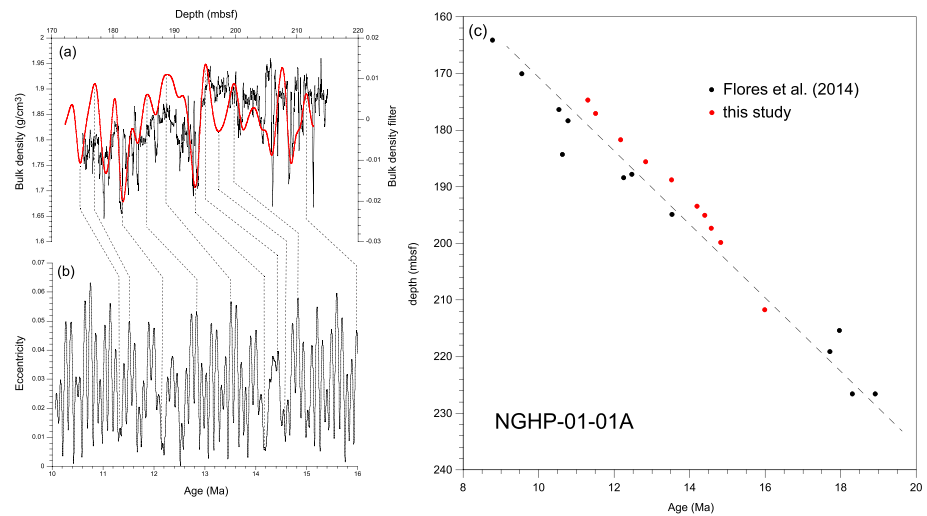 Depth (mbsf)
170 180 190 200 210 220
(a)
2
1.95
1.9
1.85
1.8
1.75
1.7
1.65
1.6
Bulk density (g/cm3)
0.02
0.01
0
-0.01
-0.02
-0.03
Bulk density filter
(b)
0.07
0.06
0.05
0.04
0.03
0.02
0.01
0
Eccentricity
10 11 12 13 14 15 16
Age (Ma)
(c)
160
170
180
190
200
210
220
230
240
depth (mbsf)
Flores et al. (2014)
this study
NGHP-01-01A
8 10 12 14 16 18 20
Age (Ma)